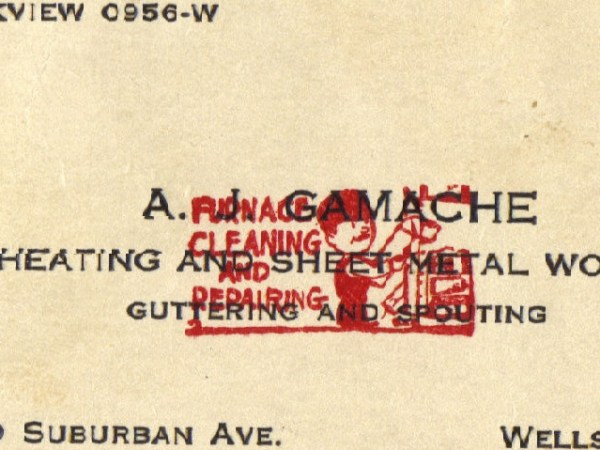 KVIEW 0956-W
A. J. GAMACHE
HEATING AND SHEET METAL WO
GUTTERING AND SPOUTING
FURNACE
CLEANING
AND
REPAIRING
SUBURBAN AVE.
WELLS